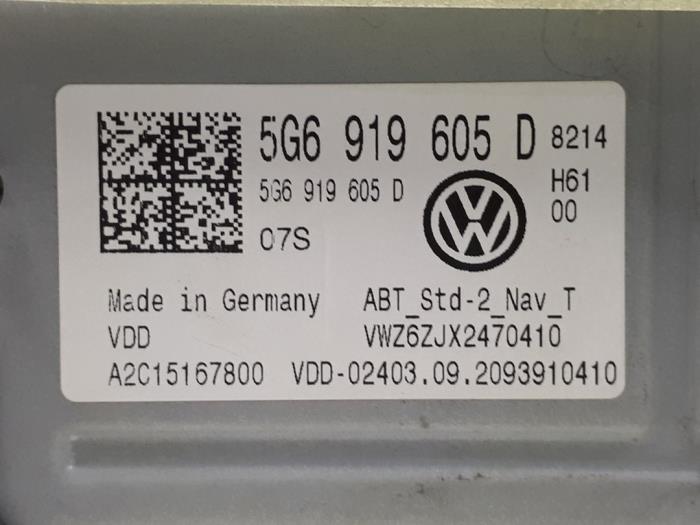 5G6 919 605 D 8214
5G6 919 605 D H61
00
07S
Made in Germany ABT_Std-2_Nav_T
VDD VWZ6ZJX2470410
A2C15167800 VDD-02403.09.2093910410